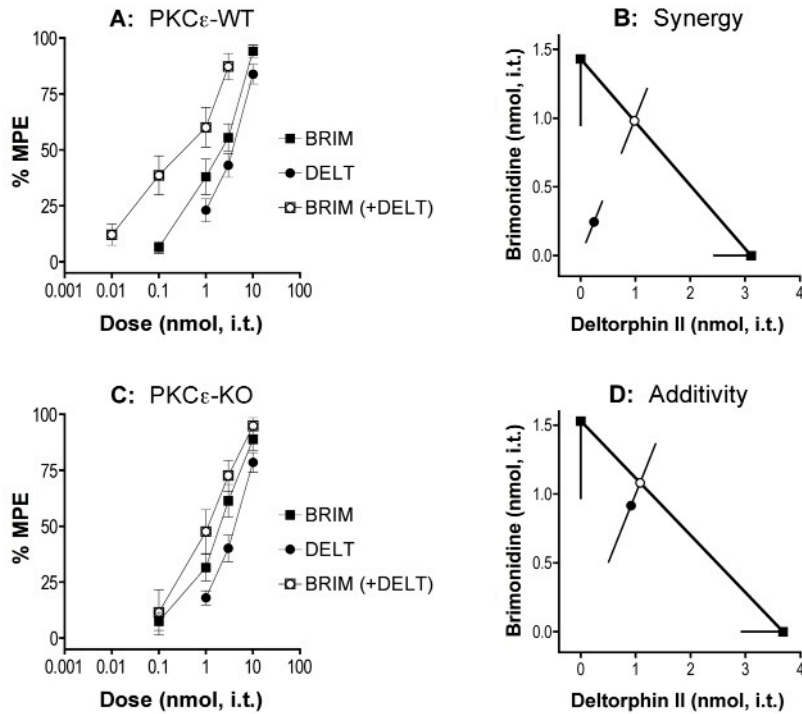 A: PKCε-WT
100
75
50
25
0
% MPE
0.001 0.01 0.1 1 10 100
Dose (nmol, i.t.)
BRIM
DELT
BRIM (+DELT)
B: Synergy
1.5
1.0
0.5
0.0
Brimonidine (nmol, i.t.)
0 1 2 3 4
Deltorphin II (nmol, i.t.)
C: PKCε-KO
100
75
50
25
0
% MPE
0.001 0.01 0.1 1 10 100
Dose (nmol, i.t.)
BRIM
DELT
BRIM (+DELT)
D: Additivity
1.5
1.0
0.5
0.0
Brimonidine (nmol, i.t.)
0 1 2 3 4
Deltorphin II (nmol, i.t.)